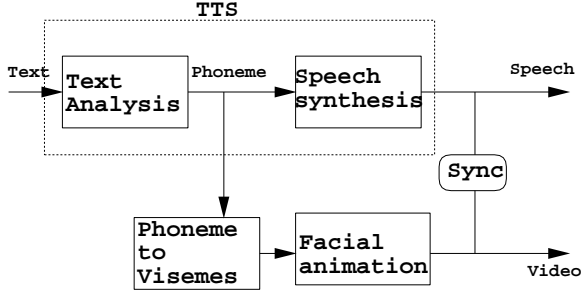 TTS
Text
Text
Analysis
Phoneme
Speech
synthesis
Speech
Sync
Phoneme
to
Visemes
Facial
animation
Video